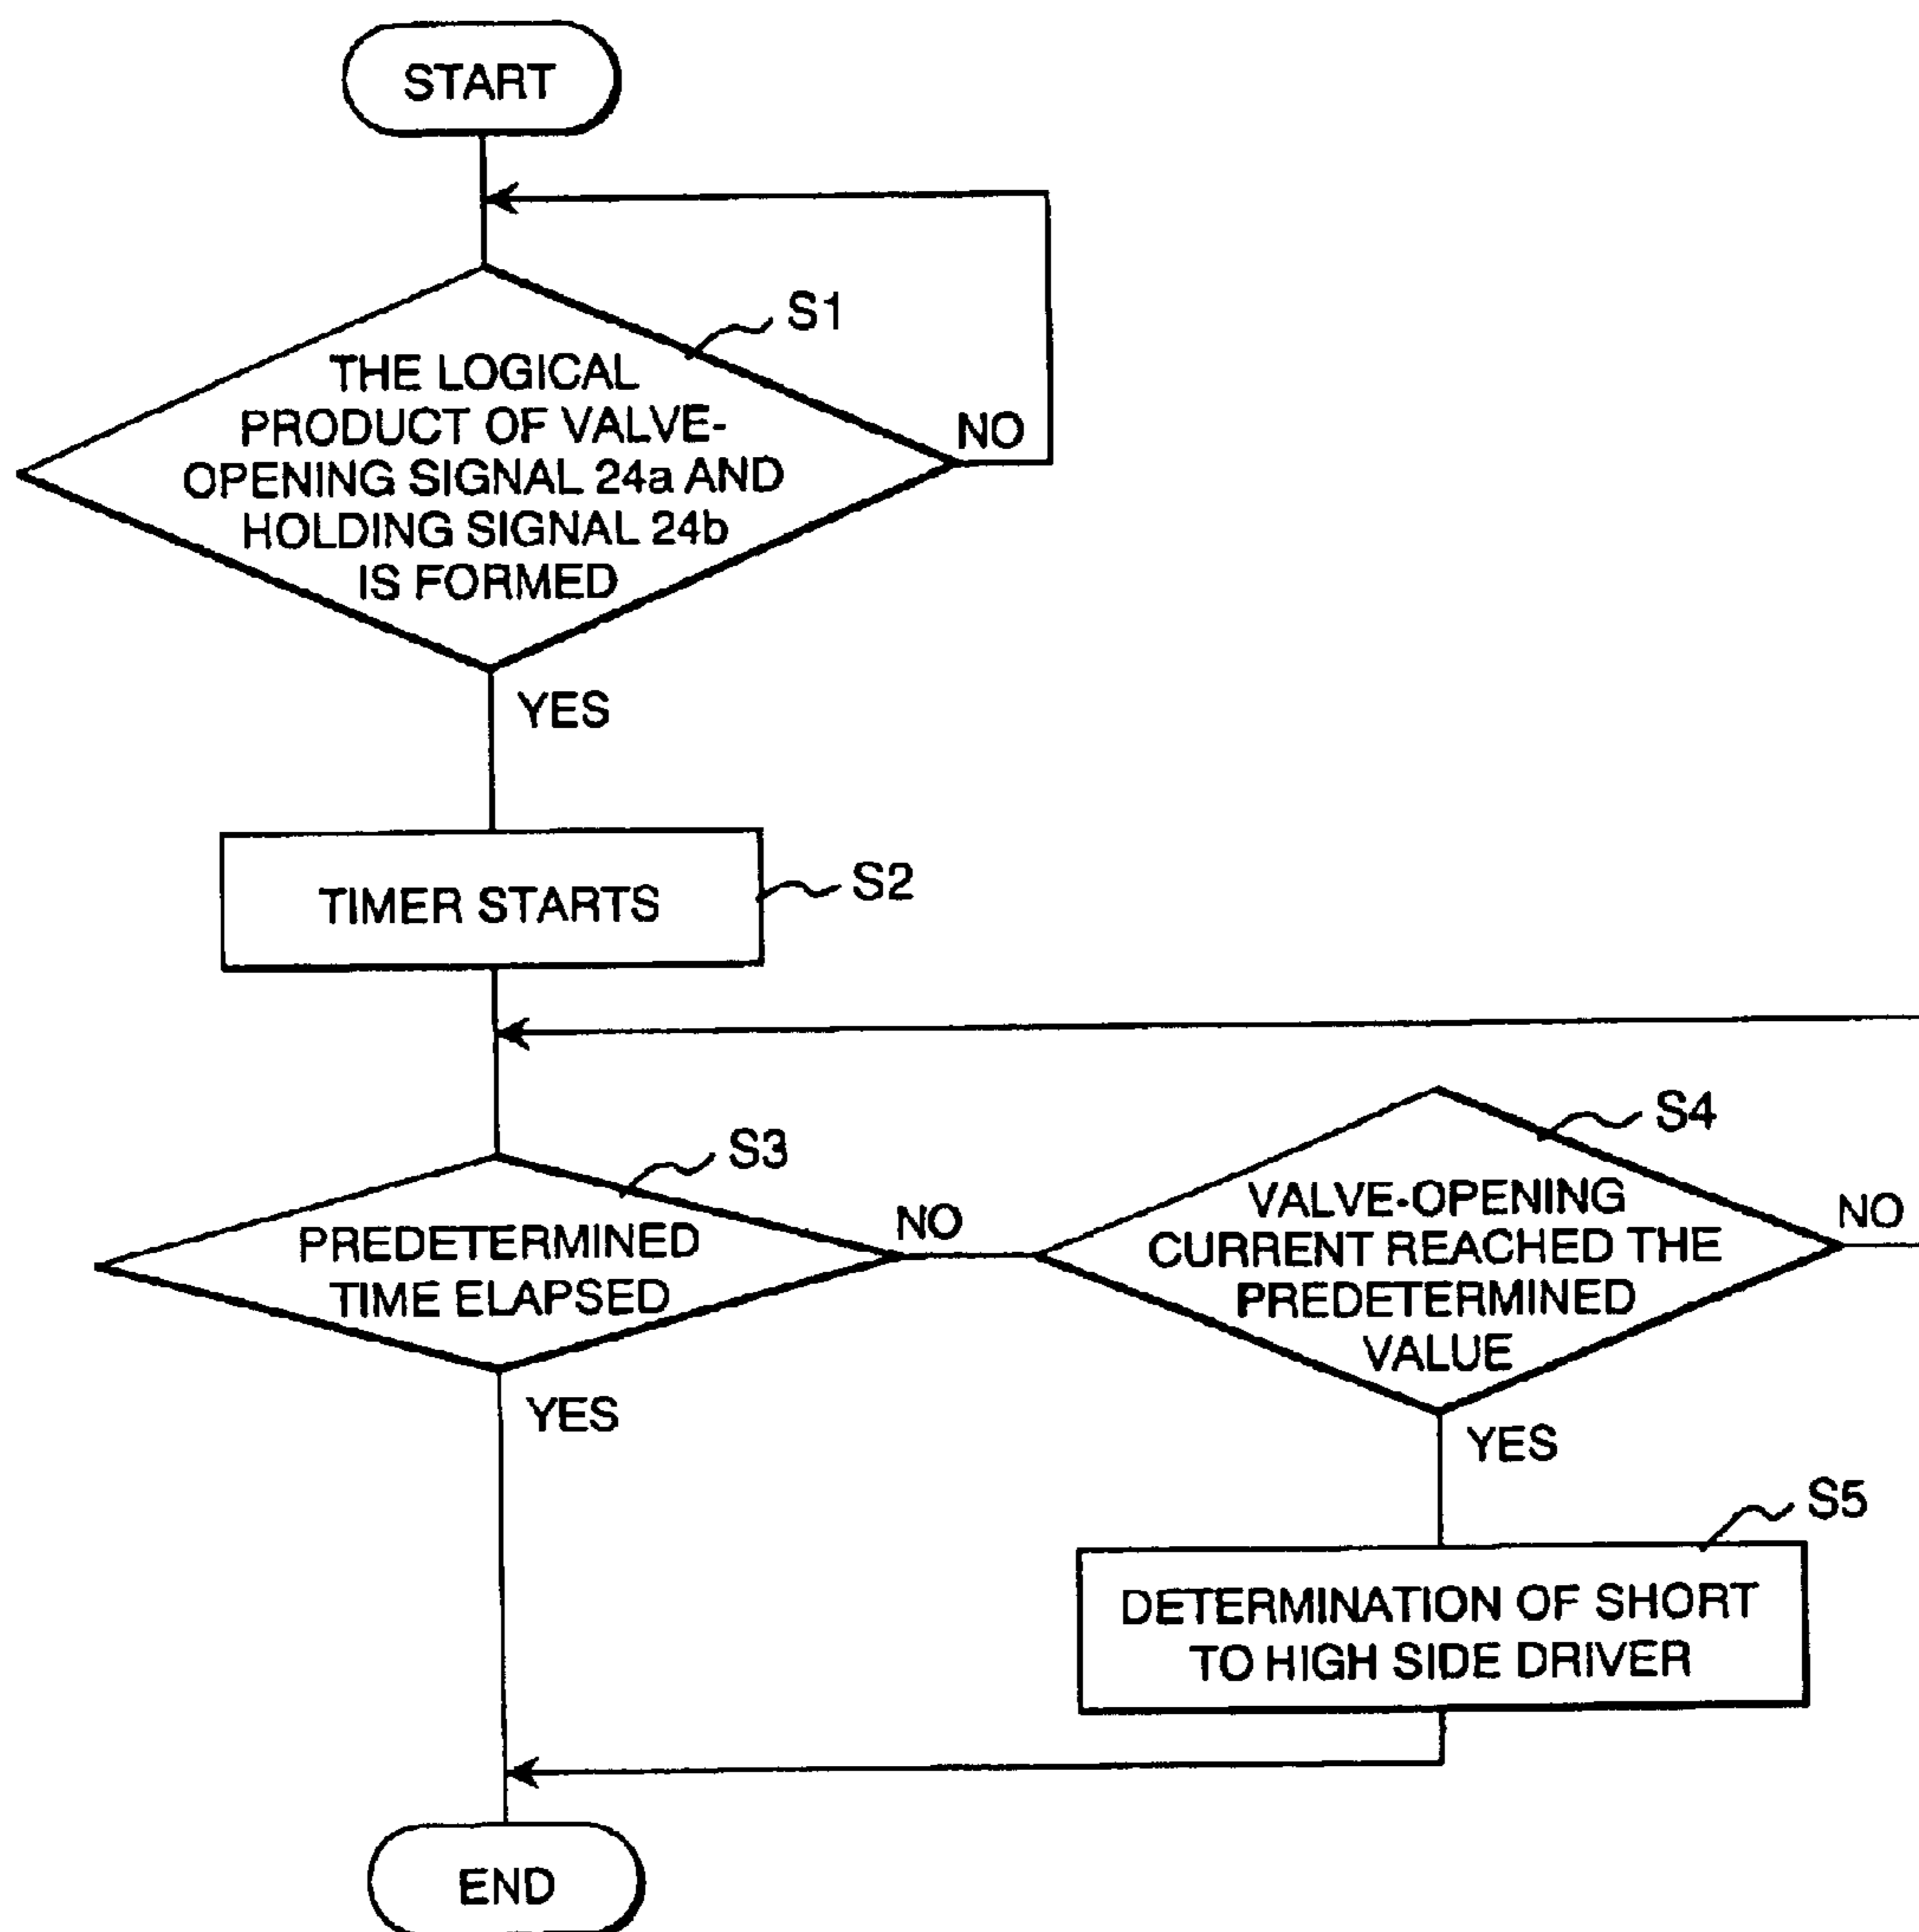 START
S1
THE LOGICAL
PRODUCT OF VALVE-
OPENING SIGNAL 24a AND
HOLDING SIGNAL 24b
IS FORMED
NO
YES
TIMER STARTS
S2
S3
PREDETERMINED
TIME ELAPSED
NO
YES
S4
VALVE-OPENING
CURRENT REACHED THE
PREDETERMINED
VALUE
NO
YES
S5
DETERMINATION OF SHORT
TO HIGH SIDE DRIVER
END